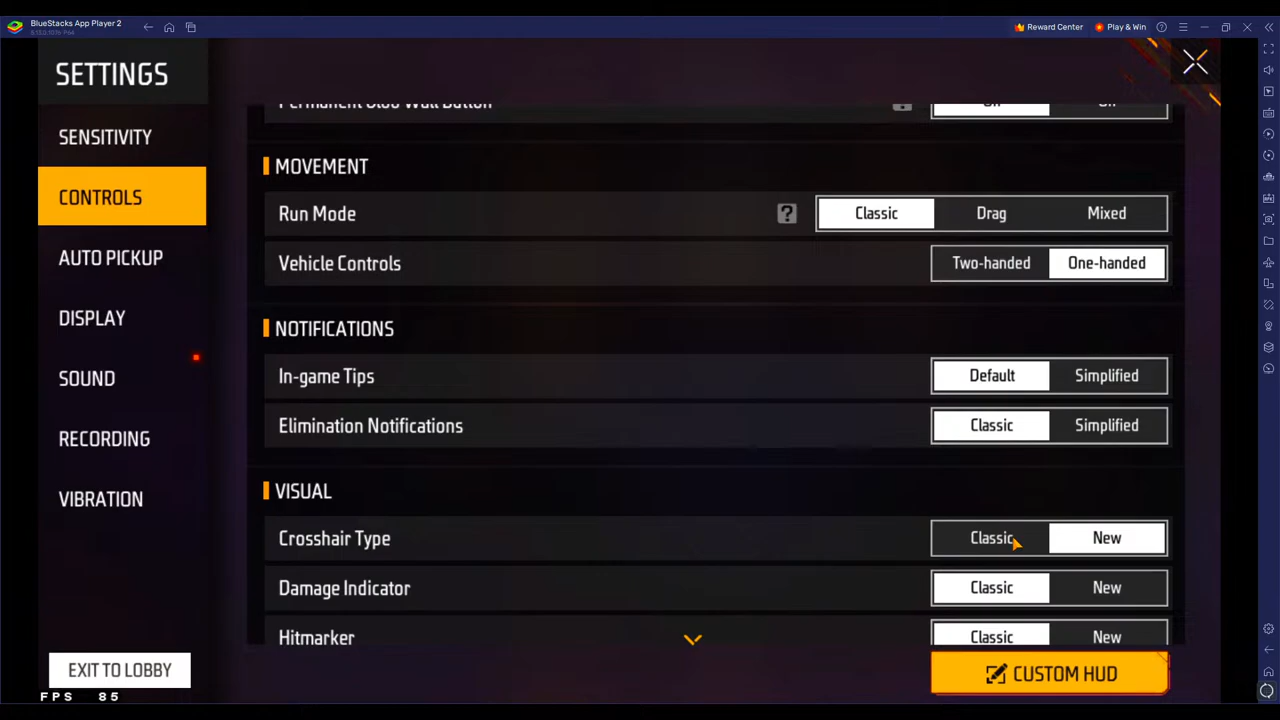 BlueStacks App Player 2
Reward Center
Play & Win
SETTINGS
SENSITIVITY
CONTROLS
AUTO PICKUP
DISPLAY
SOUND
RECORDING
VIBRATION
EXIT TO LOBBY
FPS 85
MOVEMENT
Run Mode ? Classic Drag Mixed
Vehicle Controls Two-handed One-handed
NOTIFICATIONS
In-game Tips Default Simplified
Elimination Notifications Classic Simplified
VISUAL
Crosshair Type Classic New
Damage Indicator Classic New
Hitmarker Classic New
CUSTOM HUD